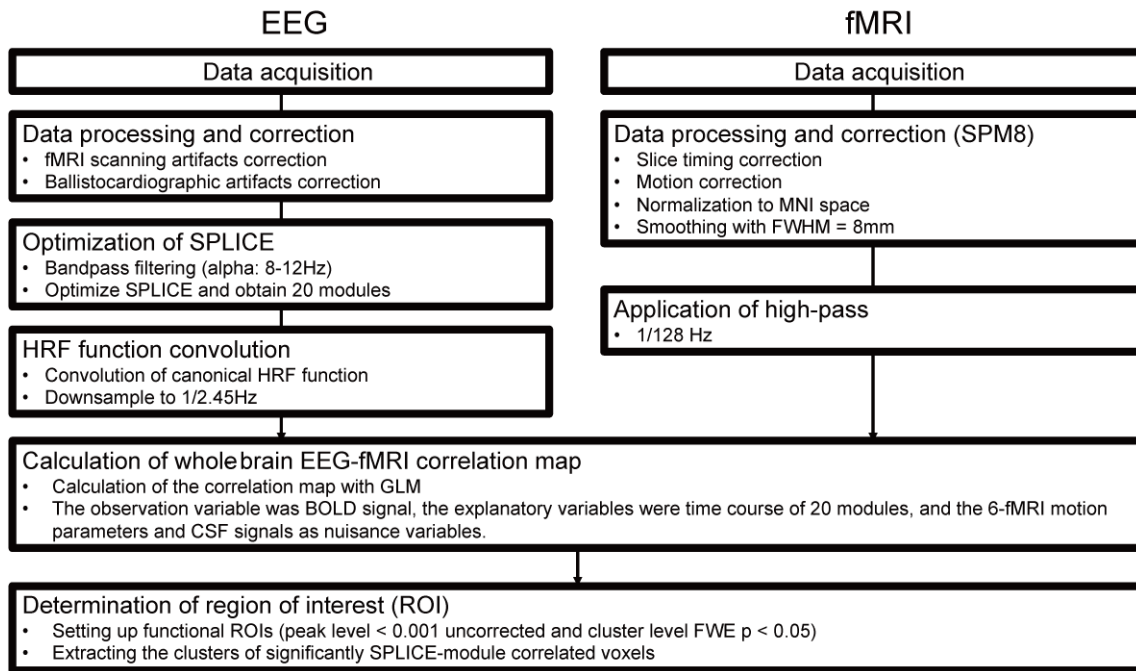 EEG
Data acquisition
Data processing and correction
• fMRI scanning artifacts correction
• Ballistocardiographic artifacts correction
Optimization of SPLICE
• Bandpass filtering (alpha: 8-12Hz)
• Optimize SPLICE and obtain 20 modules
HRF function convolution
• Convolution of canonical HRF function
• Downsample to 1/2.45Hz
fMRI
Data acquisition
Data processing and correction (SPM8)
• Slice timing correction
• Motion correction
• Normalization to MNI space
• Smoothing with FWHM = 8mm
Application of high-pass
• 1/128 Hz
Calculation of whole brain EEG-fMRI correlation map
• Calculation of the correlation map with GLM
• The observation variable was BOLD signal, the explanatory variables were time course of 20 modules, and the 6-fMRI motion
parameters and CSF signals as nuisance variables.
Determination of region of interest (ROI)
• Setting up functional ROIs (peak level < 0.001 uncorrected and cluster level FWE p < 0.05)
• Extracting the clusters of significantly SPLICE-module correlated voxels